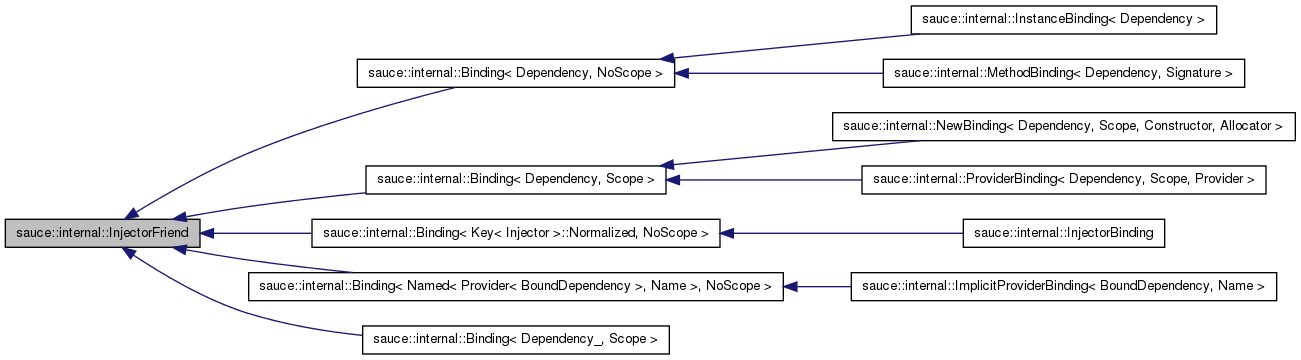 sauce::internal::InstanceBinding< Dependency >
sauce::internal::Binding< Dependency, NoScope >
sauce::internal::MethodBinding< Dependency, Signature >
sauce::internal::NewBinding< Dependency, Scope, Constructor, Allocator >
sauce::internal::Binding< Dependency, Scope >
sauce::internal::ProviderBinding< Dependency, Scope, Provider >
sauce::internal::InjectorFriend
sauce::internal::Binding< Key< Injector >::Normalized, NoScope >
sauce::internal::InjectorBinding
sauce::internal::Binding< Named< Provider< BoundDependency >, Name >, NoScope >
sauce::internal::ImplicitProviderBinding< BoundDependency, Name >
sauce::internal::Binding< Dependency_, Scope >